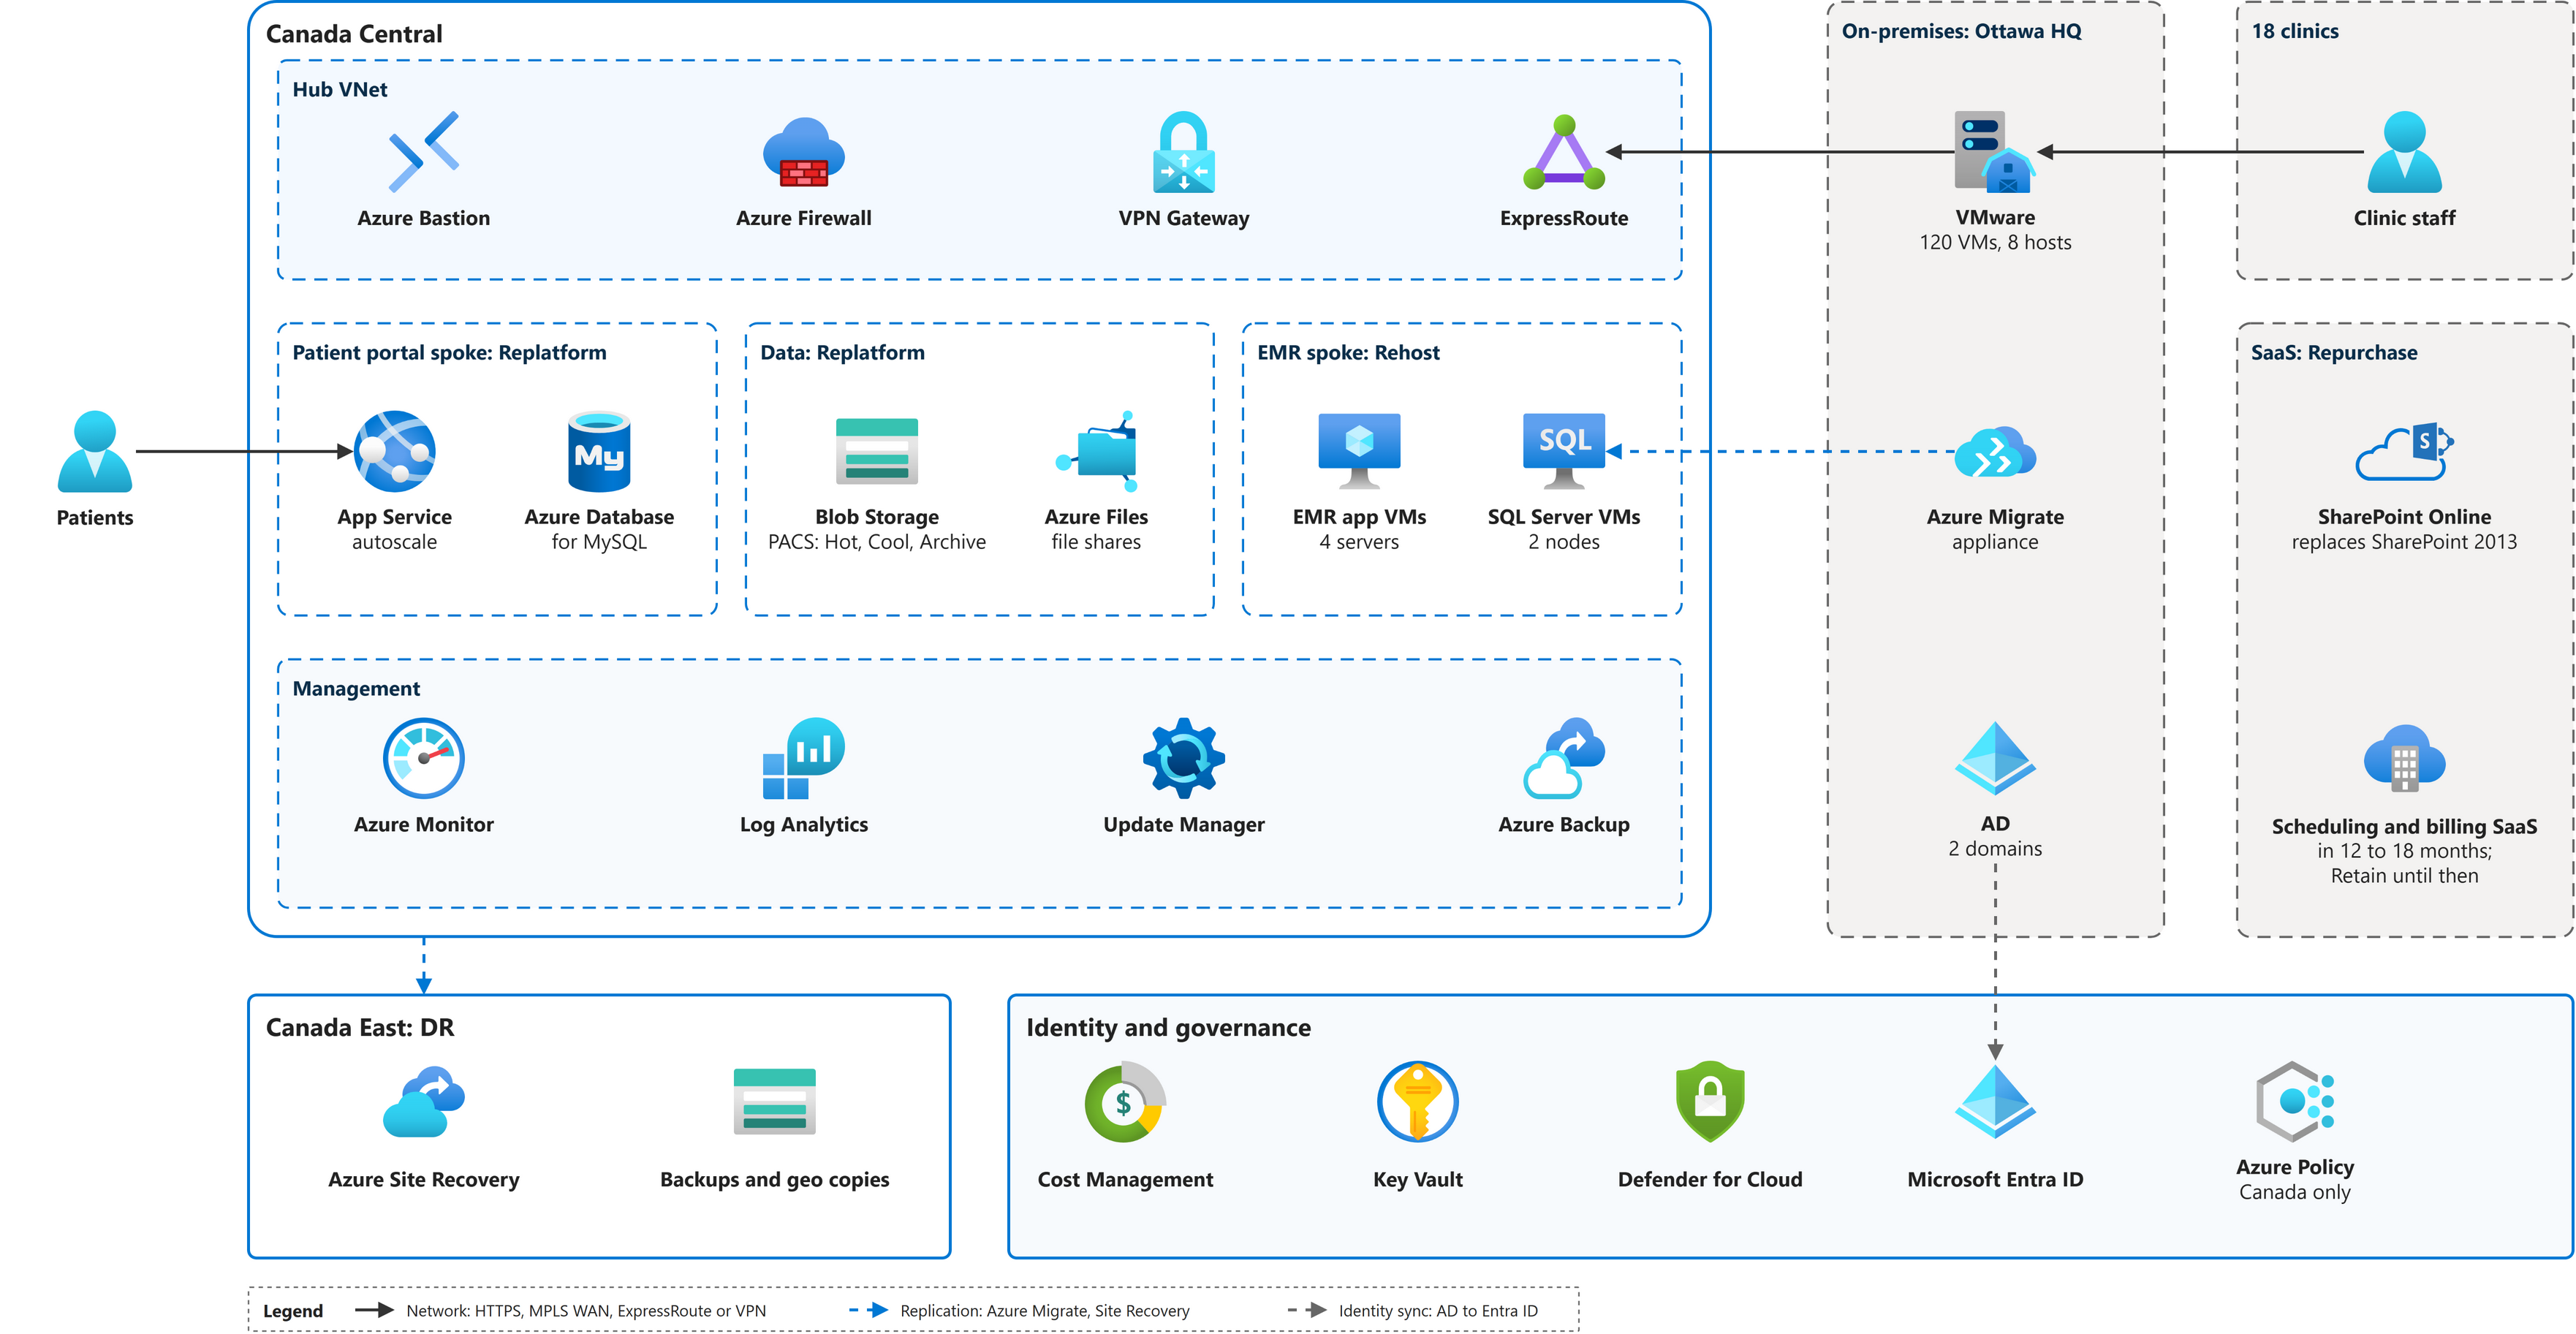 Canada Central
Hub VNet
Azure Bastion
Azure Firewall
VPN Gateway
ExpressRoute
On-premises: Ottawa HQ
VMware
120 VMs, 8 hosts
18 clinics
Clinic staff
Patients
Patient portal spoke: Replatform
App Service
autoscale
My
Azure Database
for MySQL
Data: Replatform
Blob Storage
PACS: Hot, Cool, Archive
Azure Files
file shares
EMR spoke: Rehost
EMR app VMs
4 servers
SQL
SQL Server VMs
2 nodes
Azure Migrate
appliance
SaaS: Repurchase
S
SharePoint Online
replaces SharePoint 2013
Management
Azure Monitor
Log Analytics
Update Manager
Azure Backup
AD
2 domains
Scheduling and billing SaaS
in 12 to 18 months;
Retain until then
Canada East: DR
Azure Site Recovery
Backups and geo copies
Identity and governance
$
Cost Management
Key Vault
Defender for Cloud
Microsoft Entra ID
Azure Policy
Canada only
Legend
Network: HTTPS, MPLS WAN, ExpressRoute or VPN
Replication: Azure Migrate, Site Recovery
Identity sync: AD to Entra ID